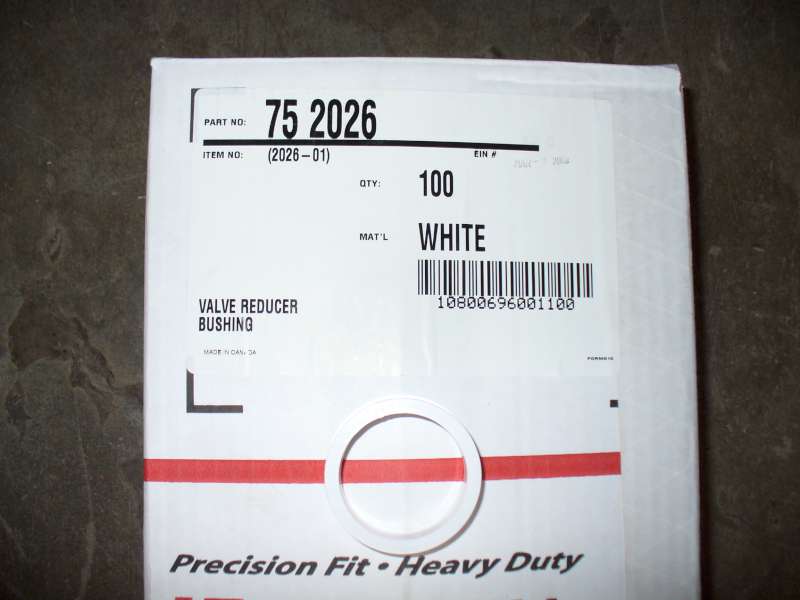 PART NO: 75 2026
ITEM NO: (2026-01) EIN #
QTY: 100
MAT'L WHITE
10800696001100
VALVE REDUCER
BUSHING
MADE IN CANADA
Precision Fit • Heavy Duty